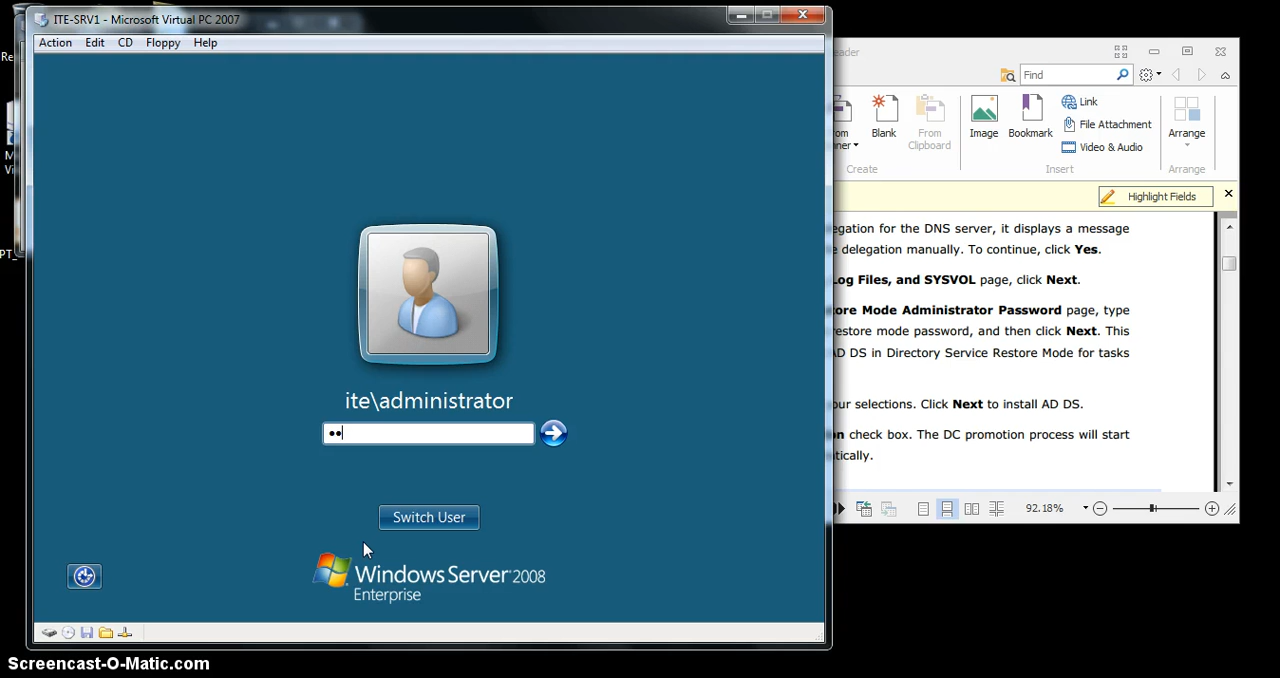 ITE-SRV1 - Microsoft Virtual PC 2007
Action Edit CD Floppy Help
ite\administrator
Switch User
Windows Server 2008
Enterprise
eader
Find
Blank
From
Clipboard
Create
Image
Bookmark
Link
File Attachment
Video & Audio
Insert
Arrange
Arrange
Highlight Fields
egation for the DNS server, it displays a message
e delegation manually. To continue, click Yes.
Log Files, and SYSVOL page, click Next.
ore Mode Administrator Password page, type
restore mode password, and then click Next. This
AD DS in Directory Service Restore Mode for tasks
our selections. Click Next to install AD DS.
on check box. The DC promotion process will start
atically.
92.18%
Screencast-O-Matic.com